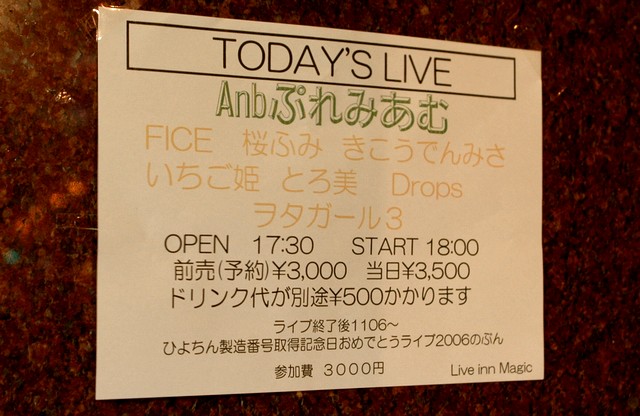 TODAY'S LIVE
Anbぷれみあむ
FICE 桜ふみ きこうでんみさ
いちご姫 とろ美 Drops
ヲタガール3
OPEN 17:30 START 18:00
前売(予約)¥3,000 当日¥3,500
ドリンク代が別途¥500かかります
ライブ終了後1106～
ひよちん製造番号取得記念日おめでとうライブ2006のぶん
参加費 3000円
Live inn Magic